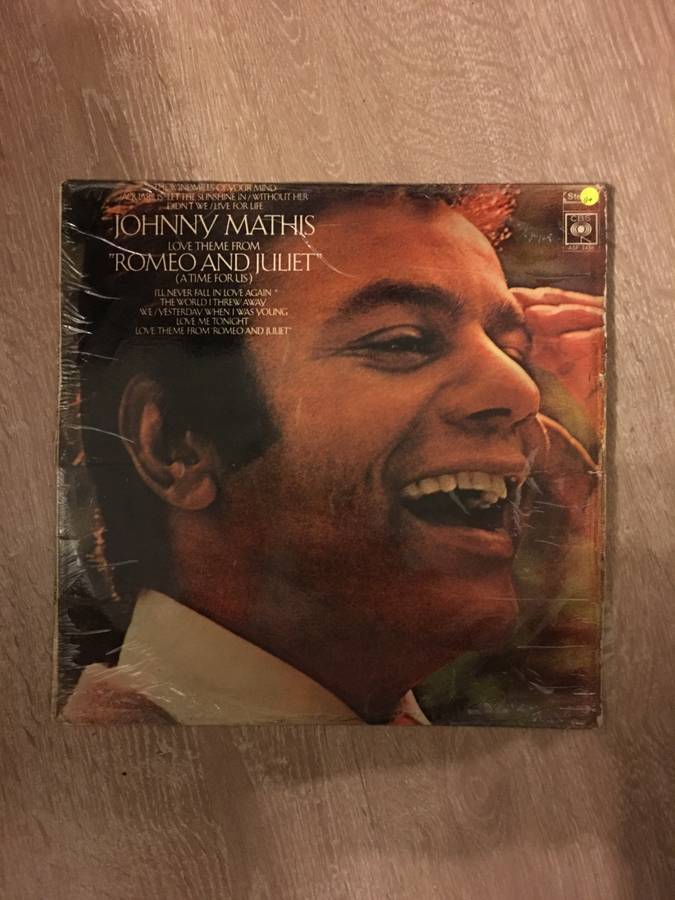 THE WINDMILLS OF YOUR MIND
AQUARIUS/LET THE SUNSHINE IN/WITHOUT HER
DIDN'T WE/LIVE FOR LIFE
JOHNNY MATHIS
LOVE THEME FROM
"ROMEO AND JULIET"
(A TIME FOR US)
I'LL NEVER FALL IN LOVE AGAIN
THE WORLD I THREW AWAY
WE/YESTERDAY WHEN I WAS YOUNG
LOVE ME TONIGHT
LOVE THEME FROM "ROMEO AND JULIET"
CBS